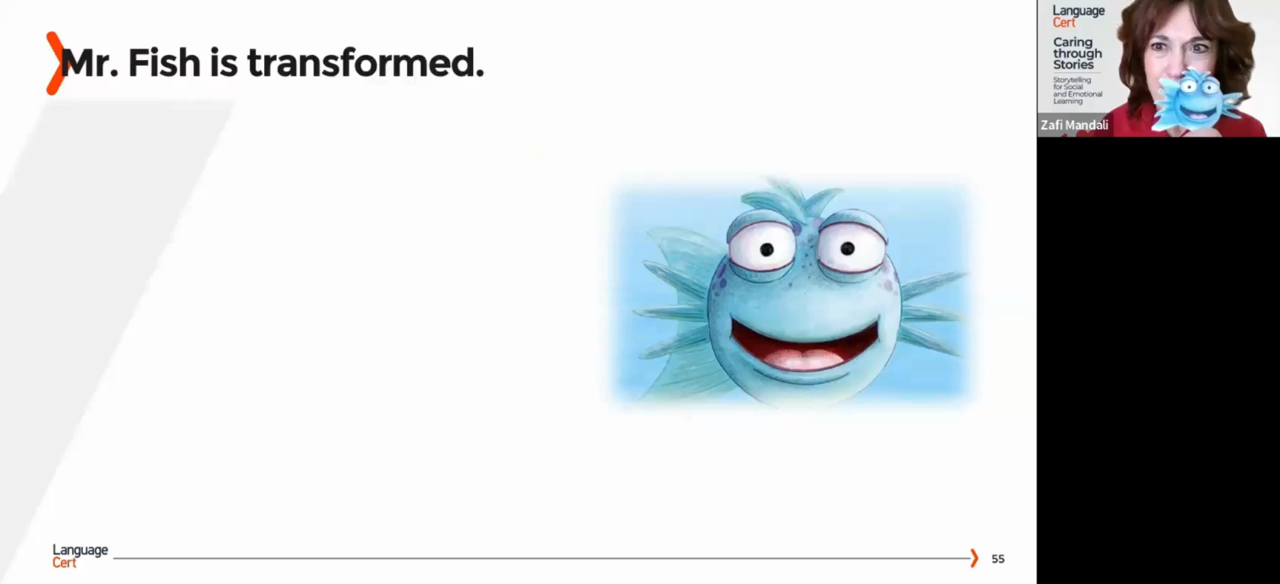 Mr. Fish is transformed.
Language
Cert
55
Language
Cert
Caring
through
Stories
Storytelling
for Social
and Emotional
Learning
Zafi Mandali